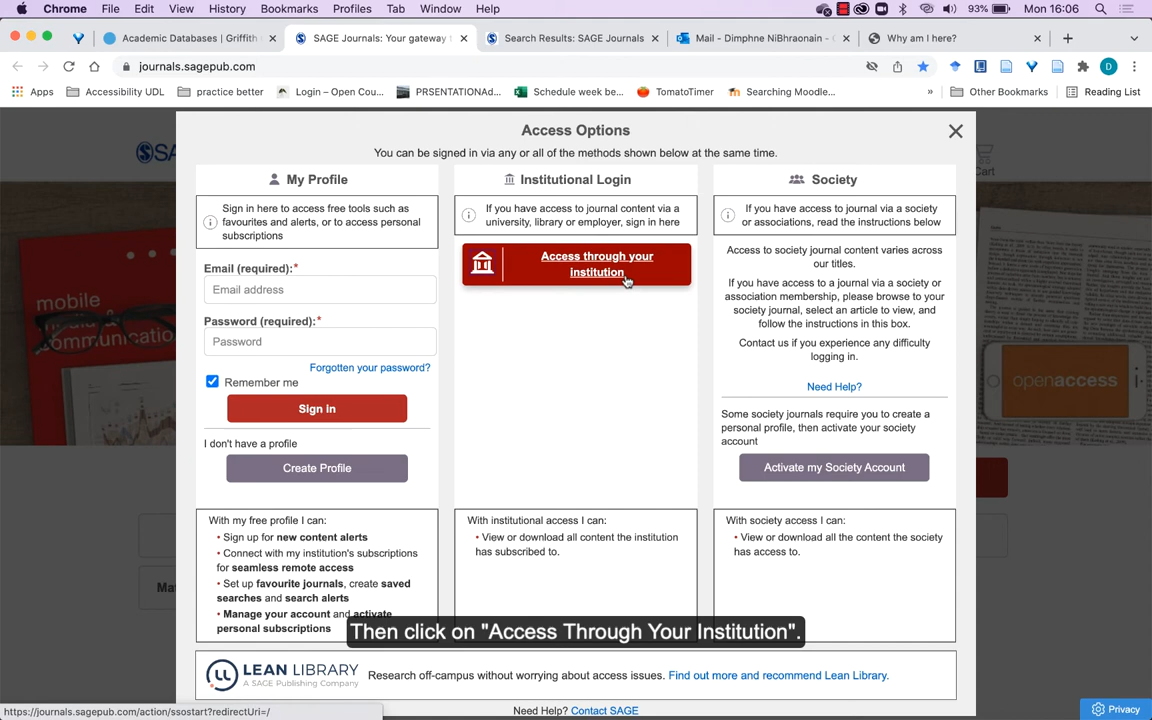 Chrome File Edit View History Bookmarks Profiles Tab Window Help 93% Mon 16:06
Academic Databases | Griffith SAGE Journals: Your gateway Search Results: SAGE Journals Mail - Dimphne NiBhraonain - Why am I here?
journals.sagepub.com D
Apps Accessibility UDL practice better Login – Open Cou... PRSENTATIONAd... Schedule week be... TomatoTimer Searching Moodle... » Other Bookmarks Reading List
Access Options
You can be signed in via any or all of the methods shown below at the same time.
My Profile
Sign in here to access free tools such as
favourites and alerts, or to access personal
subscriptions
Email (required):*
Email address
Password (required):*
Password
Forgotten your password?
Remember me
Sign in
I don't have a profile
Create Profile
With my free profile I can:
• Sign up for new content alerts
• Connect with my institution's subscriptions
for seamless remote access
• Set up favourite journals, create saved
searches and search alerts
• Manage your account and activate
personal subscriptions
Institutional Login
If you have access to journal content via a
university, library or employer, sign in here
Access through your
institution
With institutional access I can:
• View or download all content the institution
has subscribed to.
Society
If you have access to journal via a society
or associations, read the instructions below
Access to society journal content varies across
our titles.
If you have access to a journal via a society or
association membership, please browse to your
society journal, select an article to view, and
follow the instructions in this box.
Contact us if you experience any difficulty
logging in.
Need Help?
Some society journals require you to create a
personal profile, then activate your society
account
Activate my Society Account
With society access I can:
• View or download all the content the society
has access to.
Then click on "Access Through Your Institution".
LEAN LIBRARY
A SAGE Publishing Company
Research off-campus without worrying about access issues. Find out more and recommend Lean Library.
Need Help? Contact SAGE
https://journals.sagepub.com/action/ssostart?redirectUri=/
Privacy
mobile
communication
openaccess
Cart